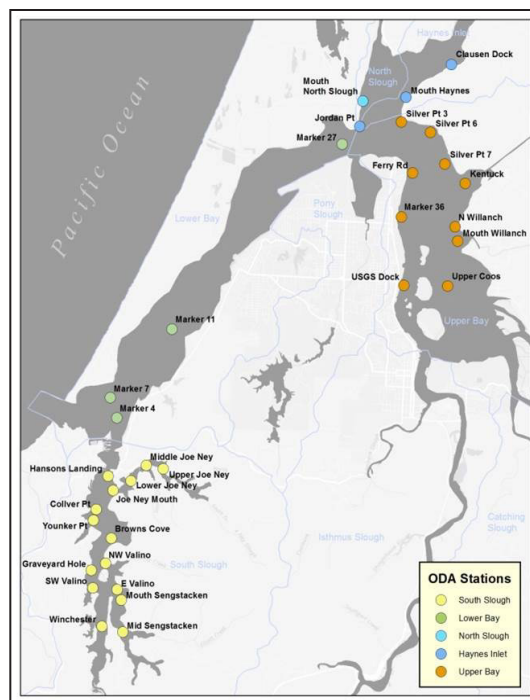 Haynes Inlet
Clausen Dock
North
Slough
Mouth
North Slough
Mouth Haynes
Jordan Pt
Silver Pt 3
Silver Pt 6
Marker 27
Silver Pt 7
Ferry Rd
Kentuck
Pacific Ocean
Pony
Slough
Lower Bay
Marker 36
N Willanch
Mouth Willanch
USGS Dock
Upper Coos
Upper Bay
Marker 11
Marker 7
Marker 4
Middle Joe Ney
Hansons Landing
Upper Joe Ney
Lower Joe Ney
Joe Ney Mouth
Collver Pt
Younker Pt
Browns Cove
Catching
Slough
Isthmus Slough
NW Valino
Graveyard Hole
South Slough
SW Valino
E Valino
Mouth Sengstacken
Winchester
Mid Sengstacken
ODA Stations
South Slough
Lower Bay
North Slough
Haynes Inlet
Upper Bay